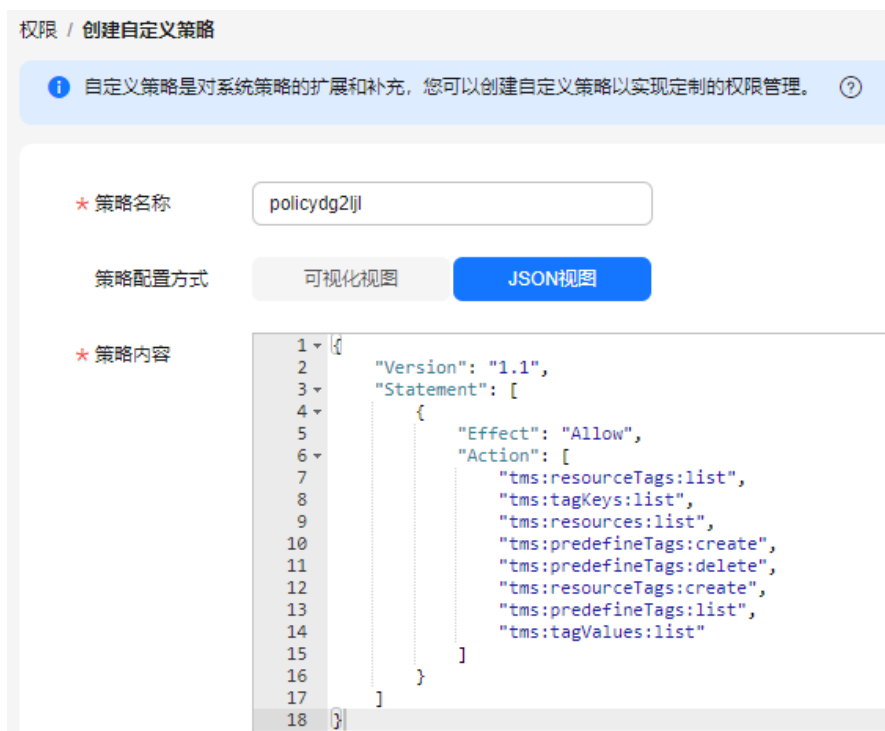 权限 / 创建自定义策略
自定义策略是对系统策略的扩展和补充，您可以创建自定义策略以实现定制的权限管理。
* 策略名称 policydg2ljl
策略配置方式 可视化视图 JSON视图
* 策略内容
1 {
2 "Version": "1.1",
3 "Statement": [
4 {
5 "Effect": "Allow",
6 "Action": [
7 "tms:resourceTags:list",
8 "tms:tagKeys:list",
9 "tms:resources:list",
10 "tms:predefineTags:create",
11 "tms:predefineTags:delete",
12 "tms:resourceTags:create",
13 "tms:predefineTags:list",
14 "tms:tagValues:list"
15 ]
16 }
17 ]
18 }